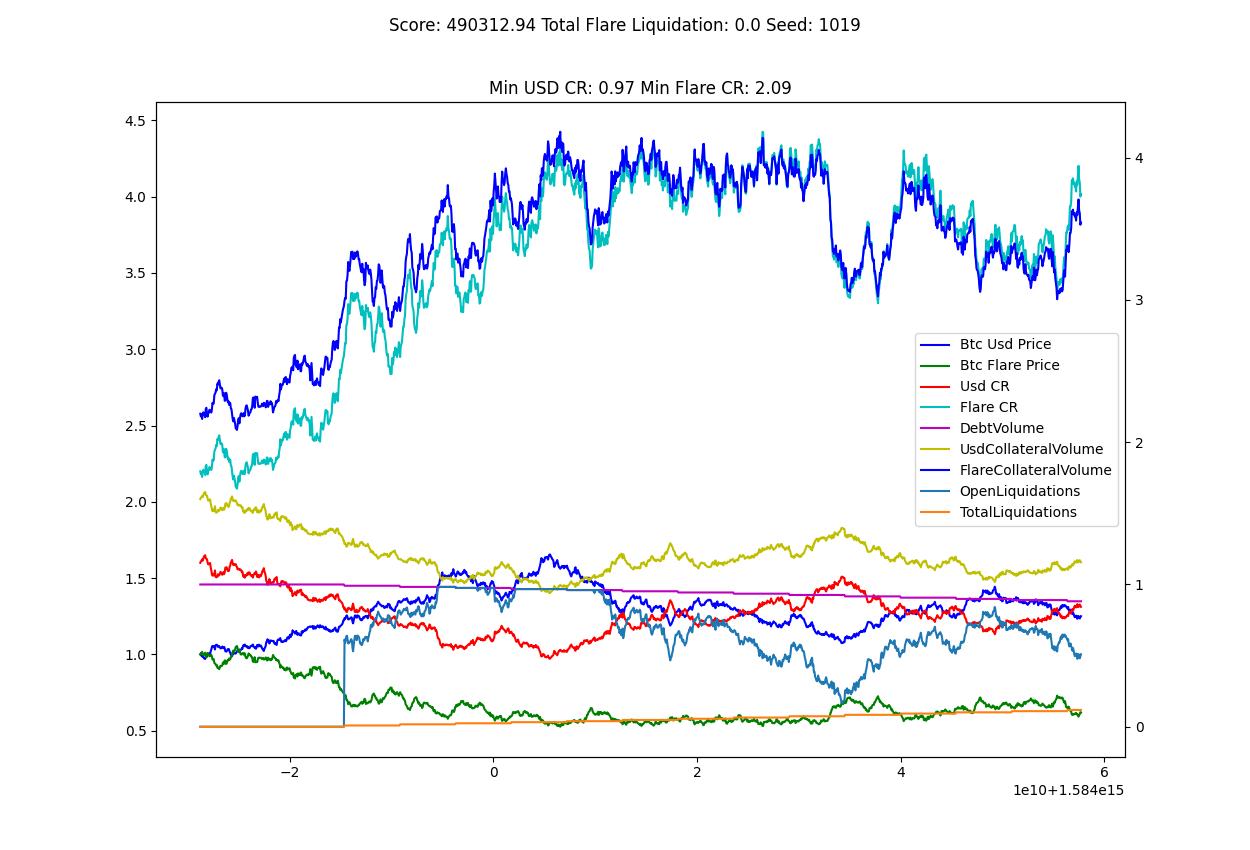 Score: 490312.94 Total Flare Liquidation: 0.0 Seed: 1019
Min USD CR: 0.97 Min Flare CR: 2.09
4.5
4.0
3.5
3.0
2.5
2.0
1.5
1.0
0.5
4
3
2
1
0
Btc Usd Price
Btc Flare Price
Usd CR
Flare CR
DebtVolume
UsdCollateralVolume
FlareCollateralVolume
OpenLiquidations
TotalLiquidations
−2 0 2 4 6
1e10+1.584e15